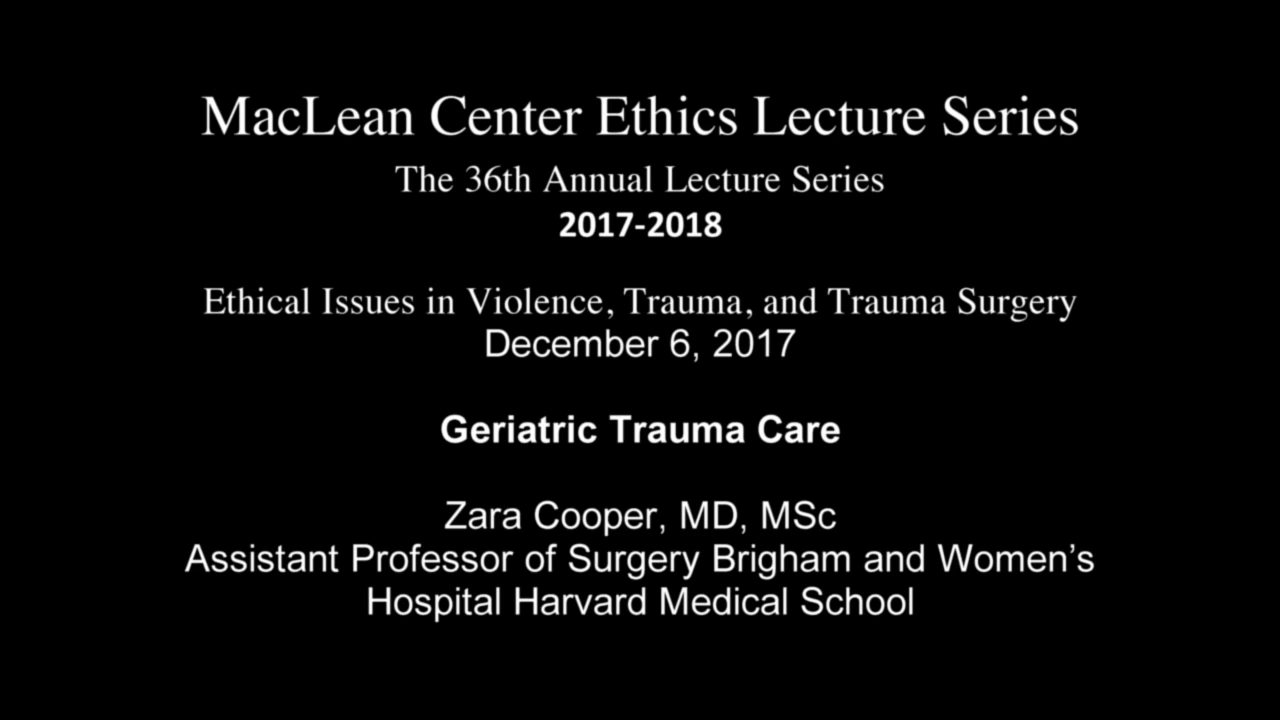 MacLean Center Ethics Lecture Series
The 36th Annual Lecture Series
2017-2018
Ethical Issues in Violence, Trauma, and Trauma Surgery
December 6, 2017
Geriatric Trauma Care
Zara Cooper, MD, MSc
Assistant Professor of Surgery Brigham and Women’s
Hospital Harvard Medical School